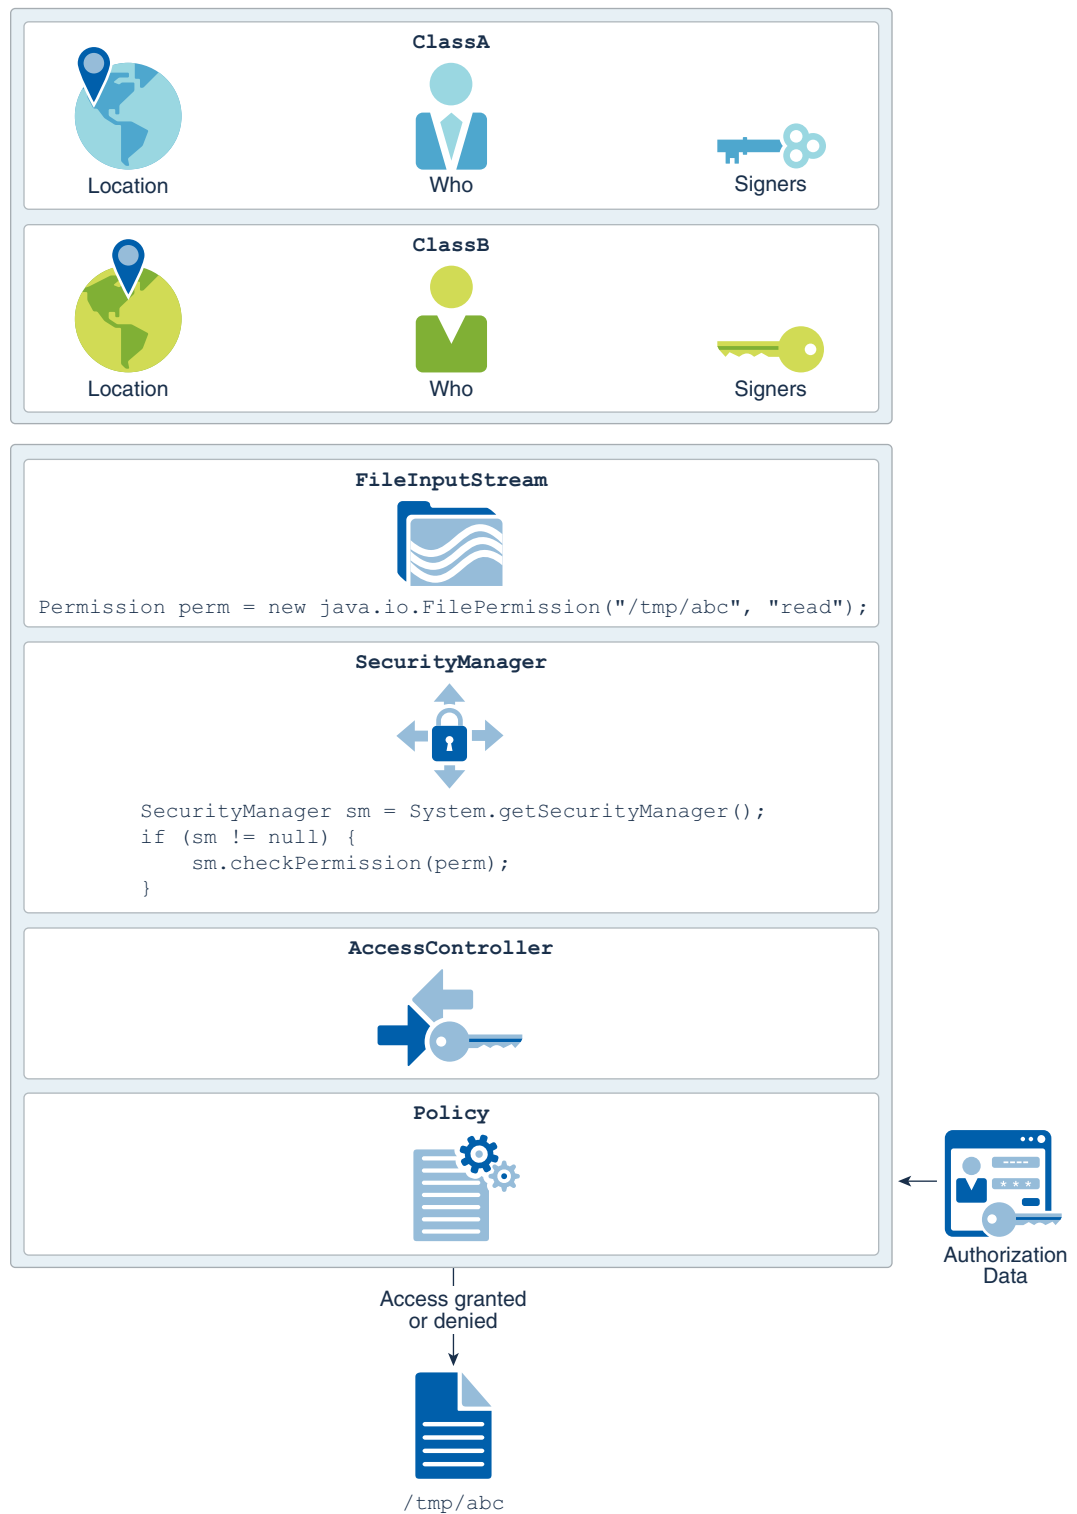 ClassA
Location
Who
Signers
ClassB
Location
Who
Signers
FileInputStream
Permission perm = new java.io.FilePermission("/tmp/abc", "read");
SecurityManager
SecurityManager sm = System.getSecurityManager();
if (sm != null) {
    sm.checkPermission(perm);
}
AccessController
Policy
----
* * *
Authorization
Data
Access granted
or denied
/tmp/abc